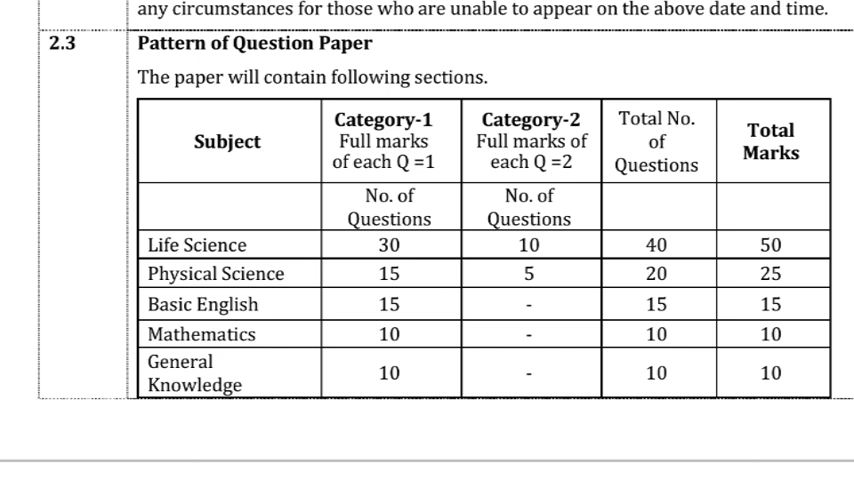 any circumstances for those who are unable to appear on the above date and time.
2.3 Pattern of Question Paper
The paper will contain following sections.
Subject
Category-1
Full marks
of each Q =1
Category-2
Full marks of
each Q =2
Total No.
of
Questions
Total
Marks
No. of
Questions
No. of
Questions
Life Science 30 10 40 50
Physical Science 15 5 20 25
Basic English 15 - 15 15
Mathematics 10 - 10 10
General
Knowledge 10 - 10 10